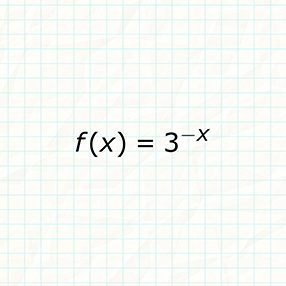 f(x) = 3⁻ˣ